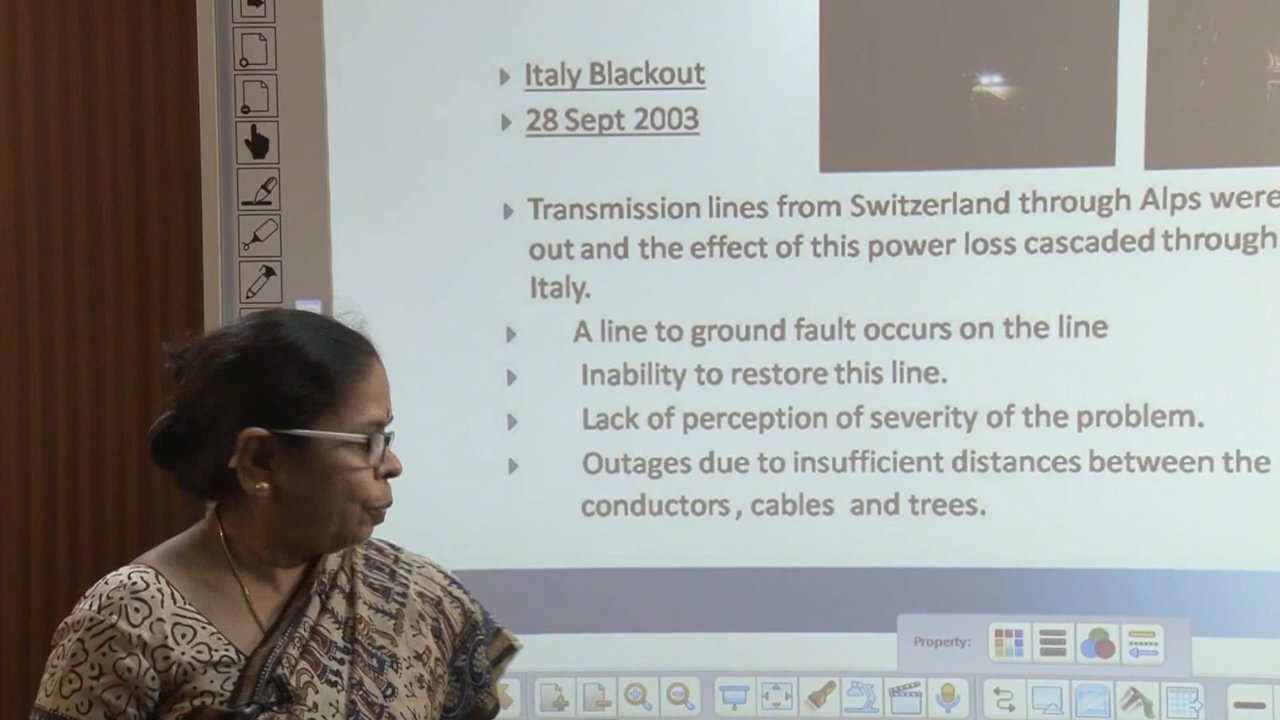 Italy Blackout
28 Sept 2003
Transmission lines from Switzerland through Alps were
out and the effect of this power loss cascaded through
Italy.
A line to ground fault occurs on the line
Inability to restore this line.
Lack of perception of severity of the problem.
Outages due to insufficient distances between the
conductors, cables and trees.
Property: